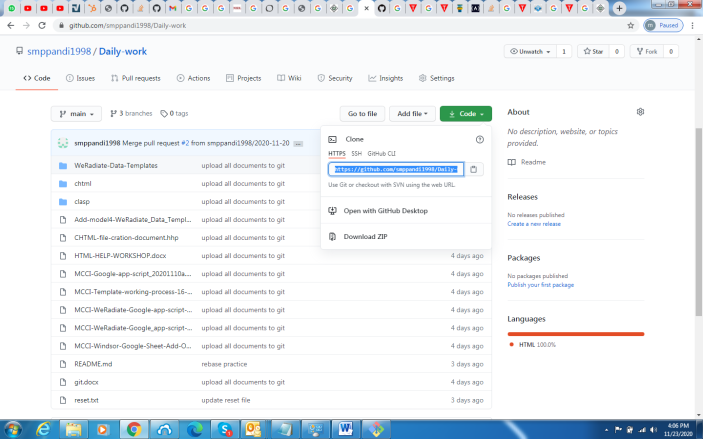 github.com/smppandi1998/Daily-work
Paused
smppandi1998 / Daily-work
Unwatch 1
Star 0
Fork 0
Code
Issues
Pull requests
Actions
Projects
Wiki
Security
Insights
Settings
main
3 branches
0 tags
Go to file
Add file
Code
About
No description, website, or topics
provided.
Readme
smppandi1998 Merge pull request #2 from smppandi1998/2020-11-20
Clone
HTTPS SSH GitHub CLI
https://github.com/smppandi1998/Daily-
Use Git or checkout with SVN using the web URL.
Open with GitHub Desktop
Download ZIP
WeRadiate-Data-Templates upload all documents to git
chtml upload all documents to git
clasp upload all documents to git
Add-model4-WeRadiate_Data_Templ... upload all documents to git
CHTML-file-cration-document.hhp upload all documents to git
HTML-HELP-WORKSHOP.docx upload all documents to git 4 days ago
MCCI-Google-app-script_20201110a.... upload all documents to git 4 days ago
MCCI-Template-working-process-16-... upload all documents to git 4 days ago
MCCI-WeRadiate-Google-app-script-... upload all documents to git 4 days ago
MCCI-WeRadiate-Google_app-script-... upload all documents to git 4 days ago
MCCI-Windsor-Google-Sheet-Add-O... upload all documents to git 4 days ago
README.md rebase practice 3 days ago
git.docx upload all documents to git 4 days ago
reset.txt update reset file 3 days ago
Releases
No releases published
Create a new release
Packages
No packages published
Publish your first package
Languages
HTML 100.0%
4:06 PM
11/23/2020